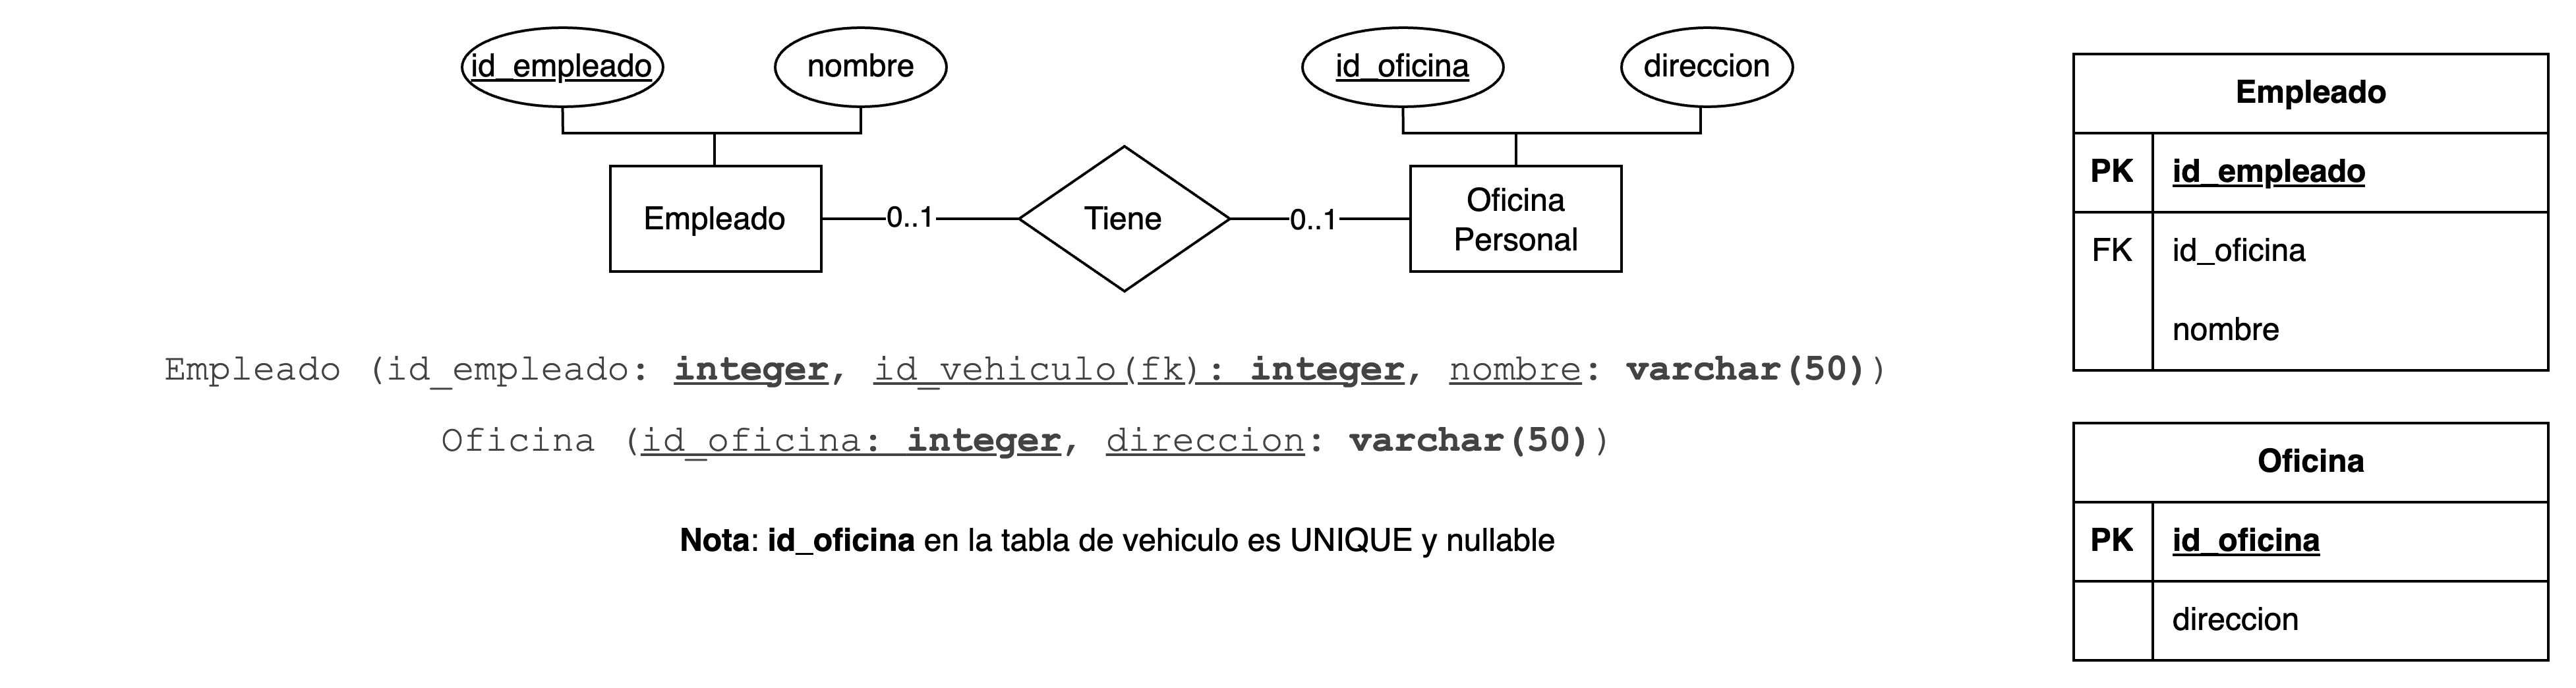 id_empleado
nombre
id_oficina
direccion
Empleado
0..1
Tiene
0..1
Oficina
Personal
Empleado (id_empleado: integer, id_vehiculo(fk): integer, nombre: varchar(50))
Oficina (id_oficina: integer, direccion: varchar(50))
Nota: id_oficina en la tabla de vehiculo es UNIQUE y nullable
Empleado
PK id_empleado
FK id_oficina
nombre
Oficina
PK id_oficina
direccion